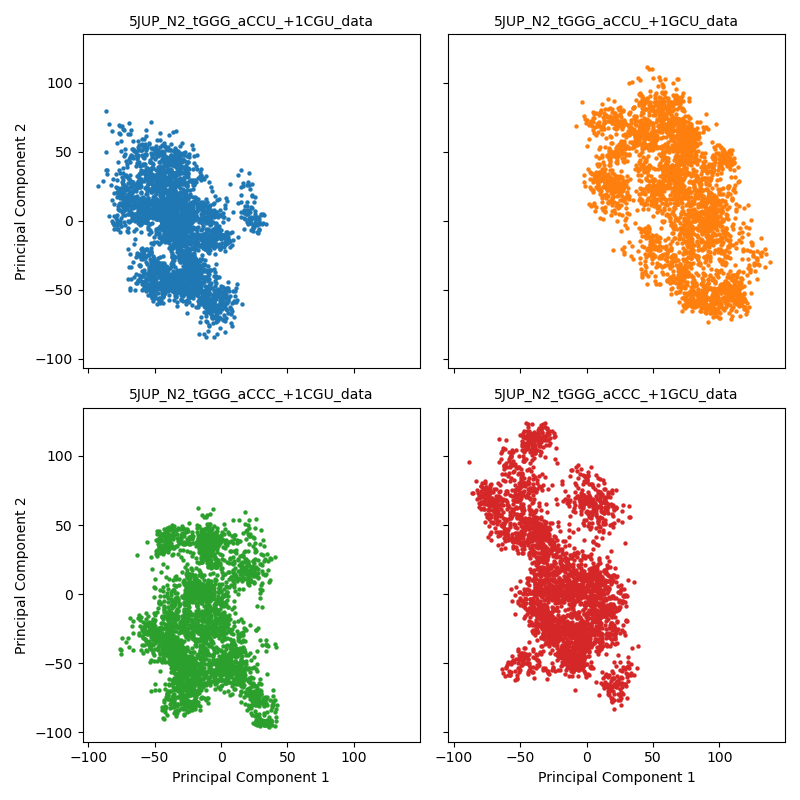 5JUP_N2_tGGG_aCCU_+1CGU_data
5JUP_N2_tGGG_aCCU_+1GCU_data
100
50
0
−50
−100
Principal Component 2
5JUP_N2_tGGG_aCCC_+1CGU_data
5JUP_N2_tGGG_aCCC_+1GCU_data
100
50
0
−50
−100
Principal Component 2
−100 −50 0 50 100
−100 −50 0 50 100
Principal Component 1
Principal Component 1